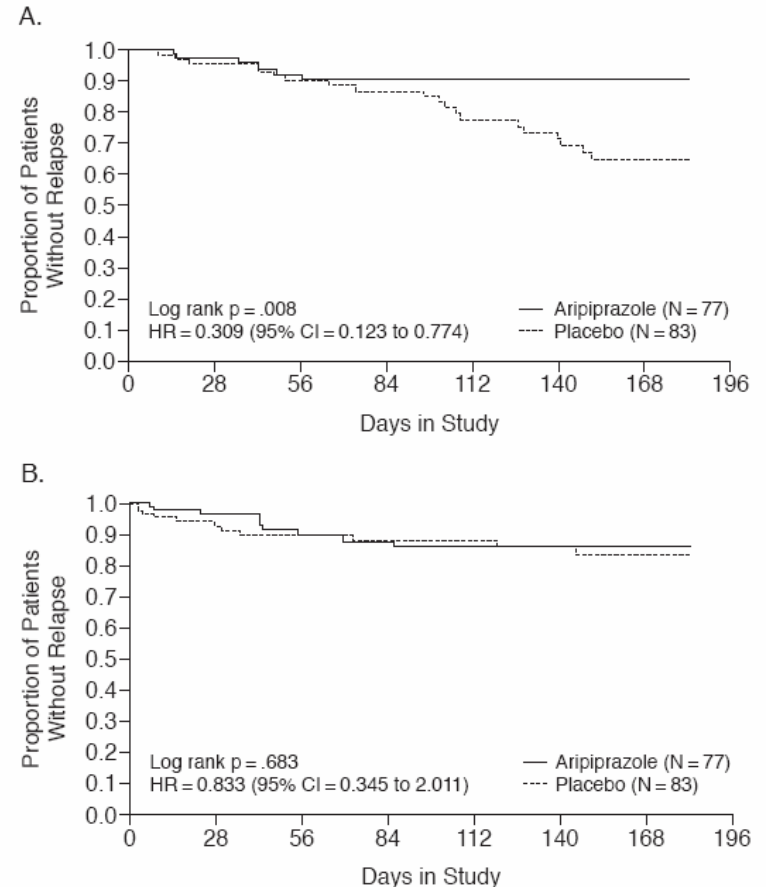 A.
Proportion of Patients
Without Relapse
1.0
0.9
0.8
0.7
0.6
0.5
0.4
0.3
0.2
0.1
0.0
Log rank p = .008
HR = 0.309 (95% CI = 0.123 to 0.774)
Aripiprazole (N = 77)
Placebo (N = 83)
0 28 56 84 112 140 168 196
Days in Study
B.
Proportion of Patients
Without Relapse
1.0
0.9
0.8
0.7
0.6
0.5
0.4
0.3
0.2
0.1
0.0
Log rank p = .683
HR = 0.833 (95% CI = 0.345 to 2.011)
Aripiprazole (N = 77)
Placebo (N = 83)
0 28 56 84 112 140 168 196
Days in Study